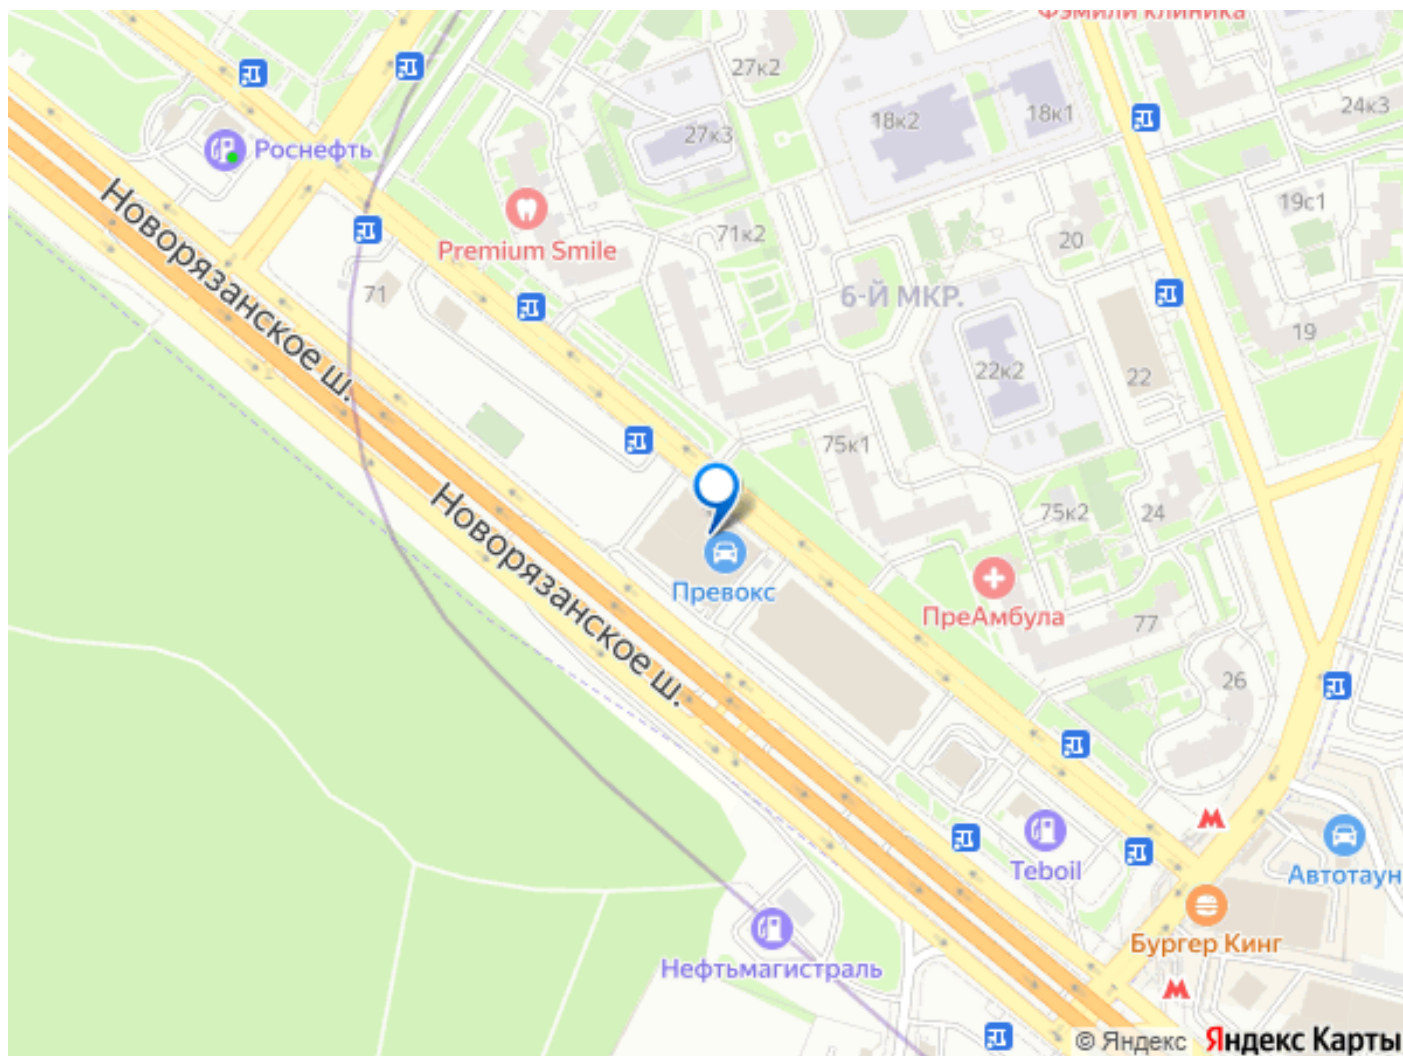 Фэмили клиника
27к2
24к3
18к1
18к2
27к3
Роснефть
Новорязанское ш.
19с1
71к2
20
Premium Smile
71
6-Й МКР.
19
22к2
22
75к1
Новорязанское ш.
75к2
24
Превокс
ПреАмбула
77
26
Teboil
Автотаун
Бургер Кинг
Нефтьмагистраль
© Яндекс Яндекс Карты